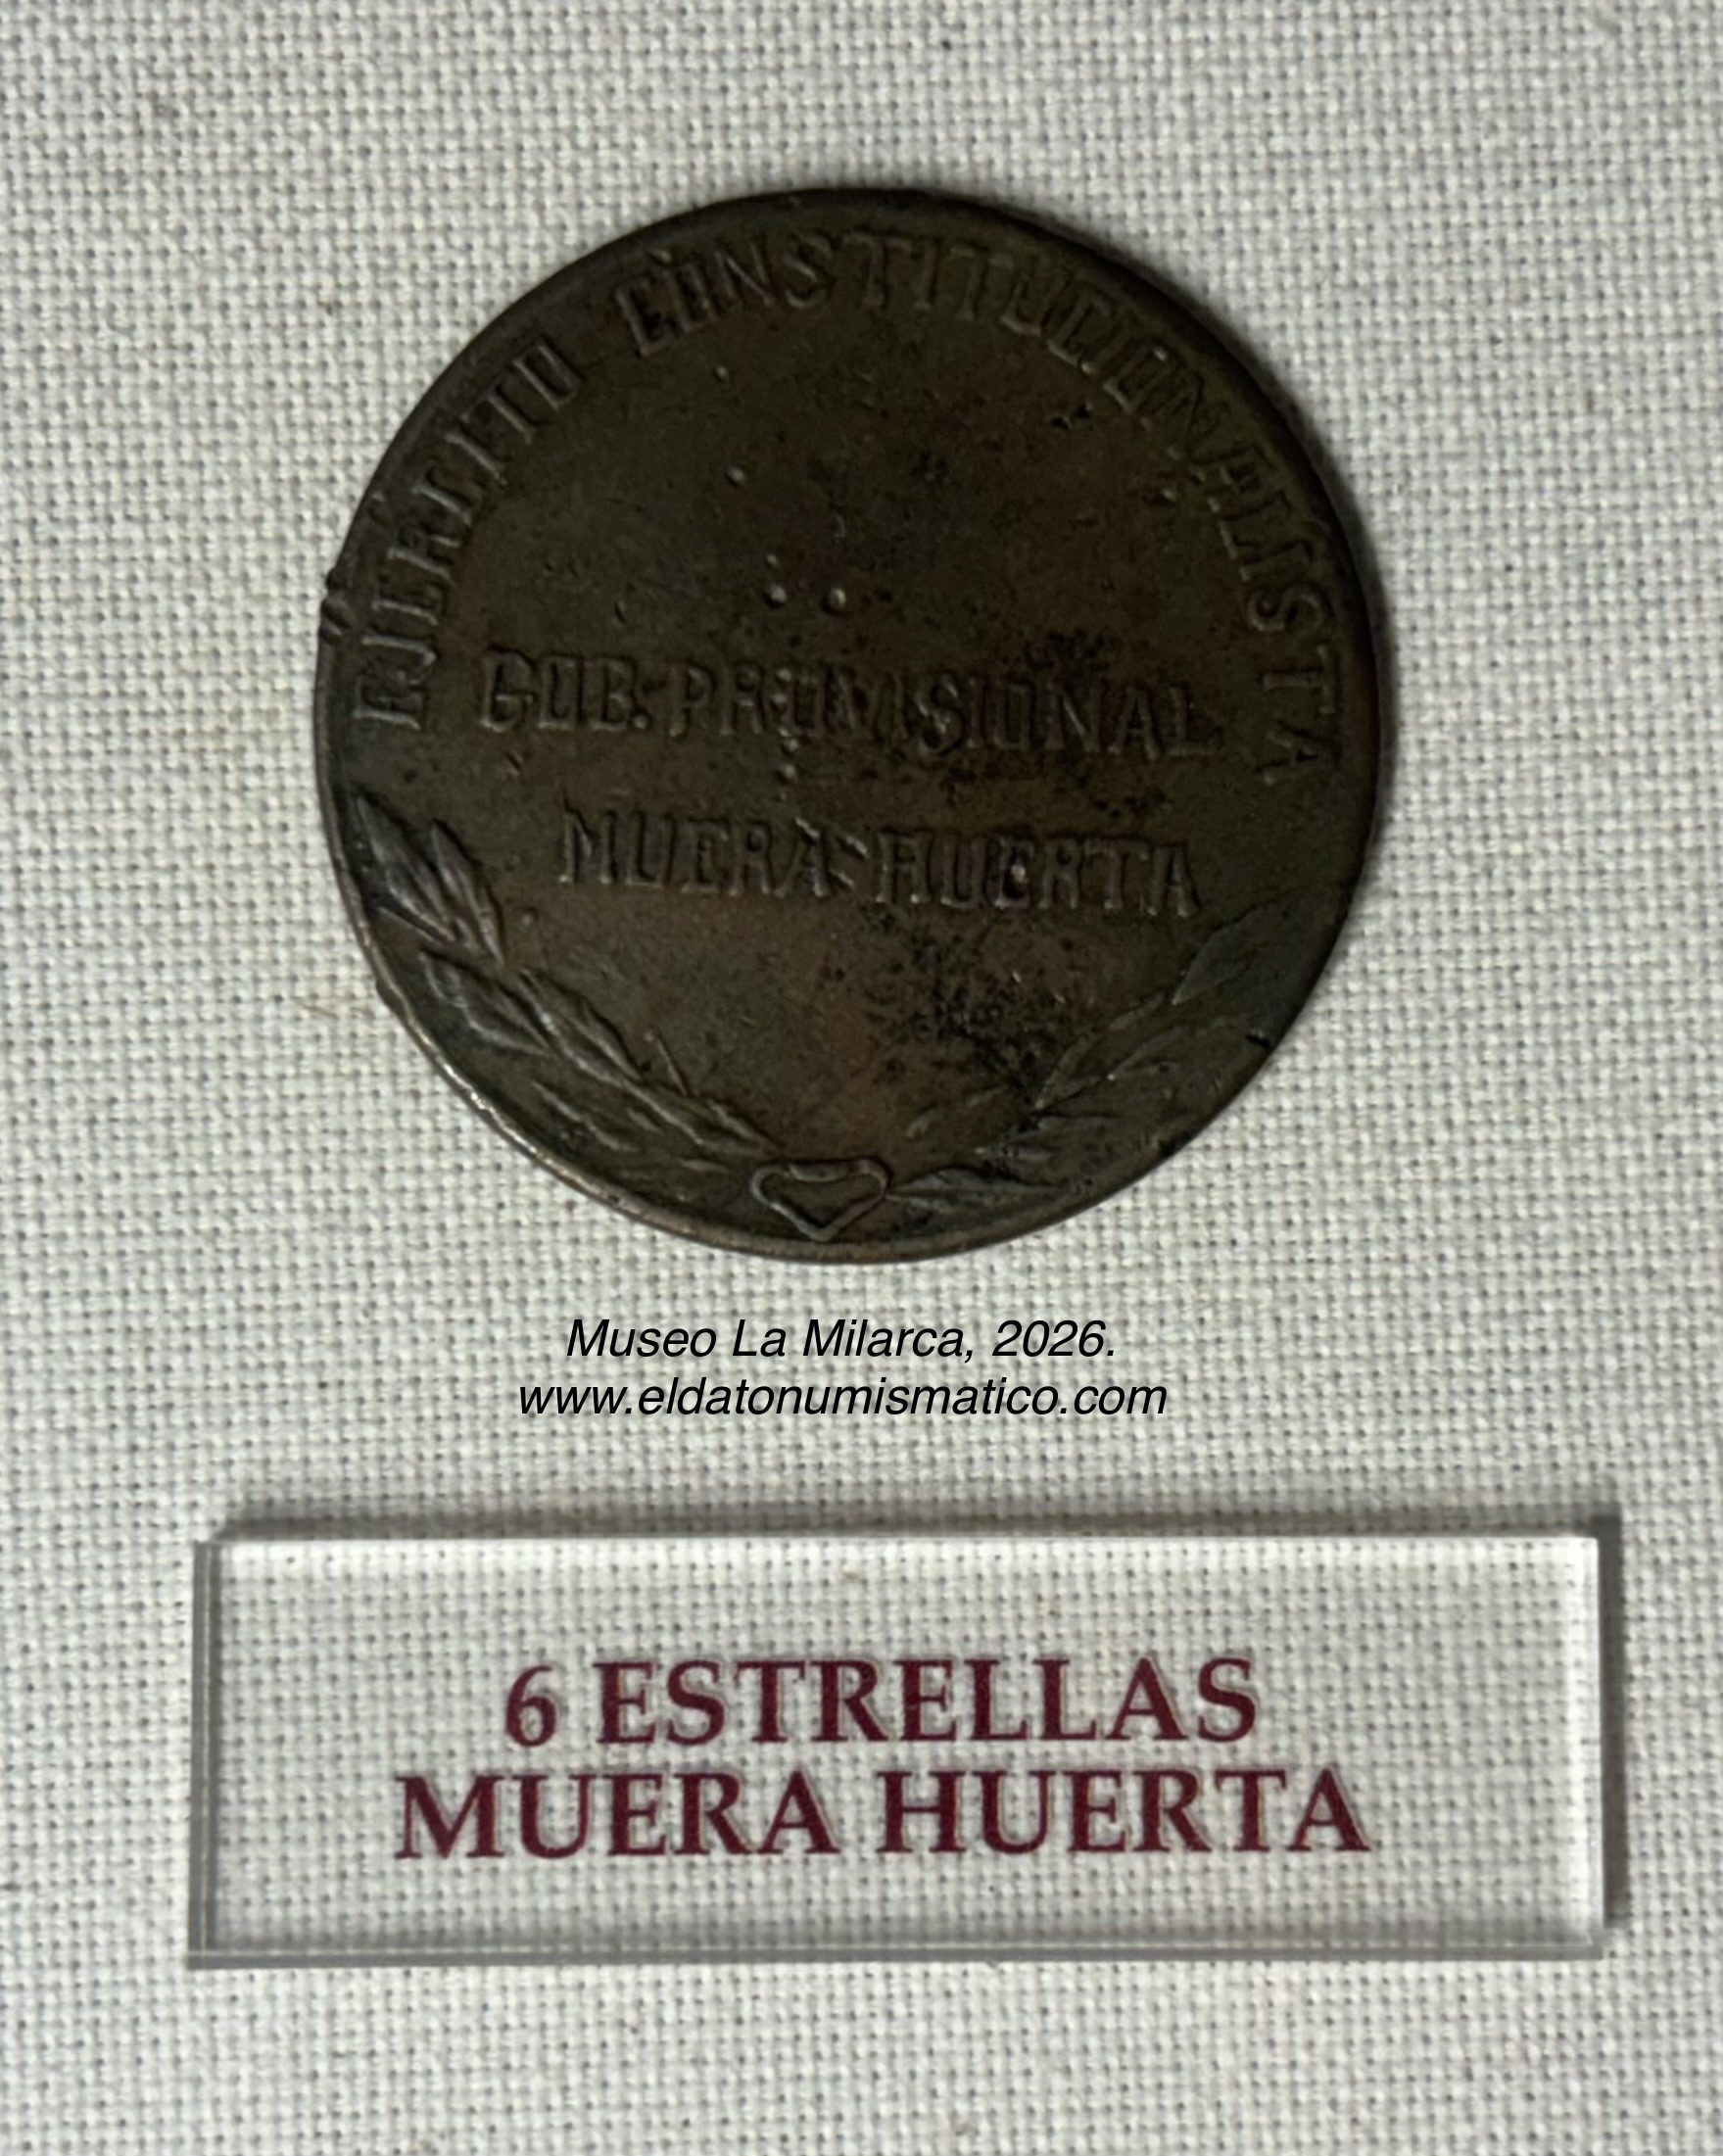 EJERCITO CONSTITUCIONALISTA
GOB. PROVISIONAL
MUERA HUERTA
Museo La Milarca, 2026.
www.eldatonumismatico.com
6 ESTRELLAS
MUERA HUERTA